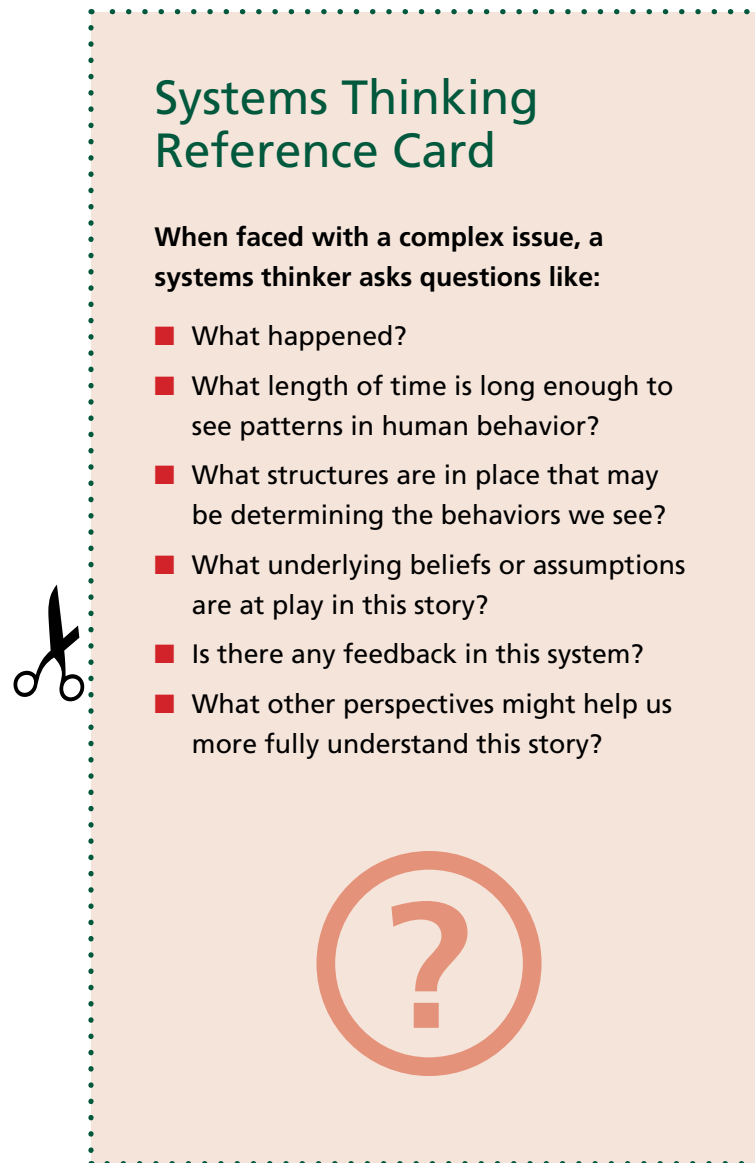 Systems Thinking
Reference Card
When faced with a complex issue, a
systems thinker asks questions like:
■ What happened?
■ What length of time is long enough to
see patterns in human behavior?
■ What structures are in place that may
be determining the behaviors we see?
■ What underlying beliefs or assumptions
are at play in this story?
■ Is there any feedback in this system?
■ What other perspectives might help us
more fully understand this story?
?